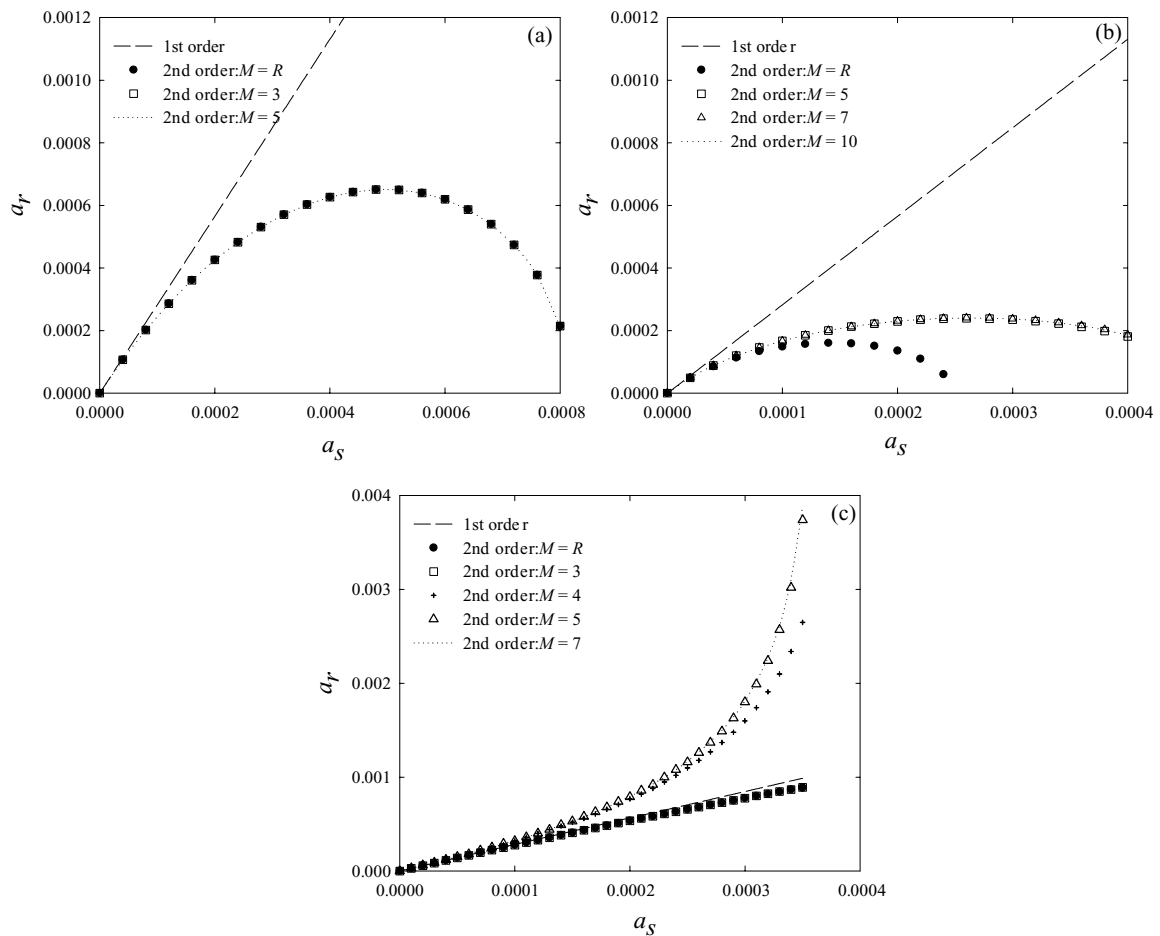 0.0012
0.0010
0.0008
0.0006
0.0004
0.0002
0.0000
a_r
(a)
1st order
2nd order:M = R
2nd order:M = 3
2nd order:M = 5
0.0000 0.0002 0.0004 0.0006 0.0008
a_s
0.0012
0.0010
0.0008
0.0006
0.0004
0.0002
0.0000
a_r
(b)
1st order
2nd order:M = R
2nd order:M = 5
2nd order:M = 7
2nd order:M = 10
0.0000 0.0001 0.0002 0.0003 0.0004
a_s
0.004
0.003
0.002
0.001
0.000
a_r
(c)
1st order
2nd order:M = R
2nd order:M = 3
2nd order:M = 4
2nd order:M = 5
2nd order:M = 7
0.0000 0.0001 0.0002 0.0003 0.0004
a_s